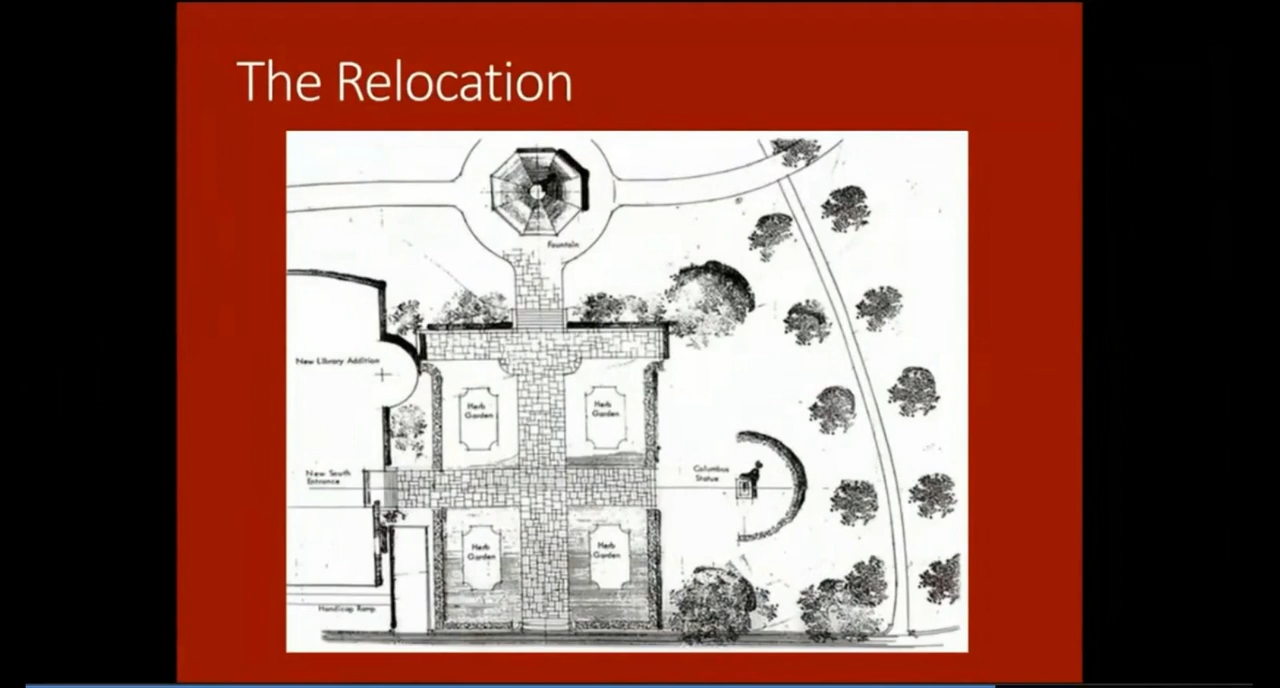 The Relocation
Fountain
New Library Addition
Herb
Garden
Herb
Garden
New South
Entrance
Columbus
Statue
Herb
Garden
Herb
Garden
Handicap Ramp